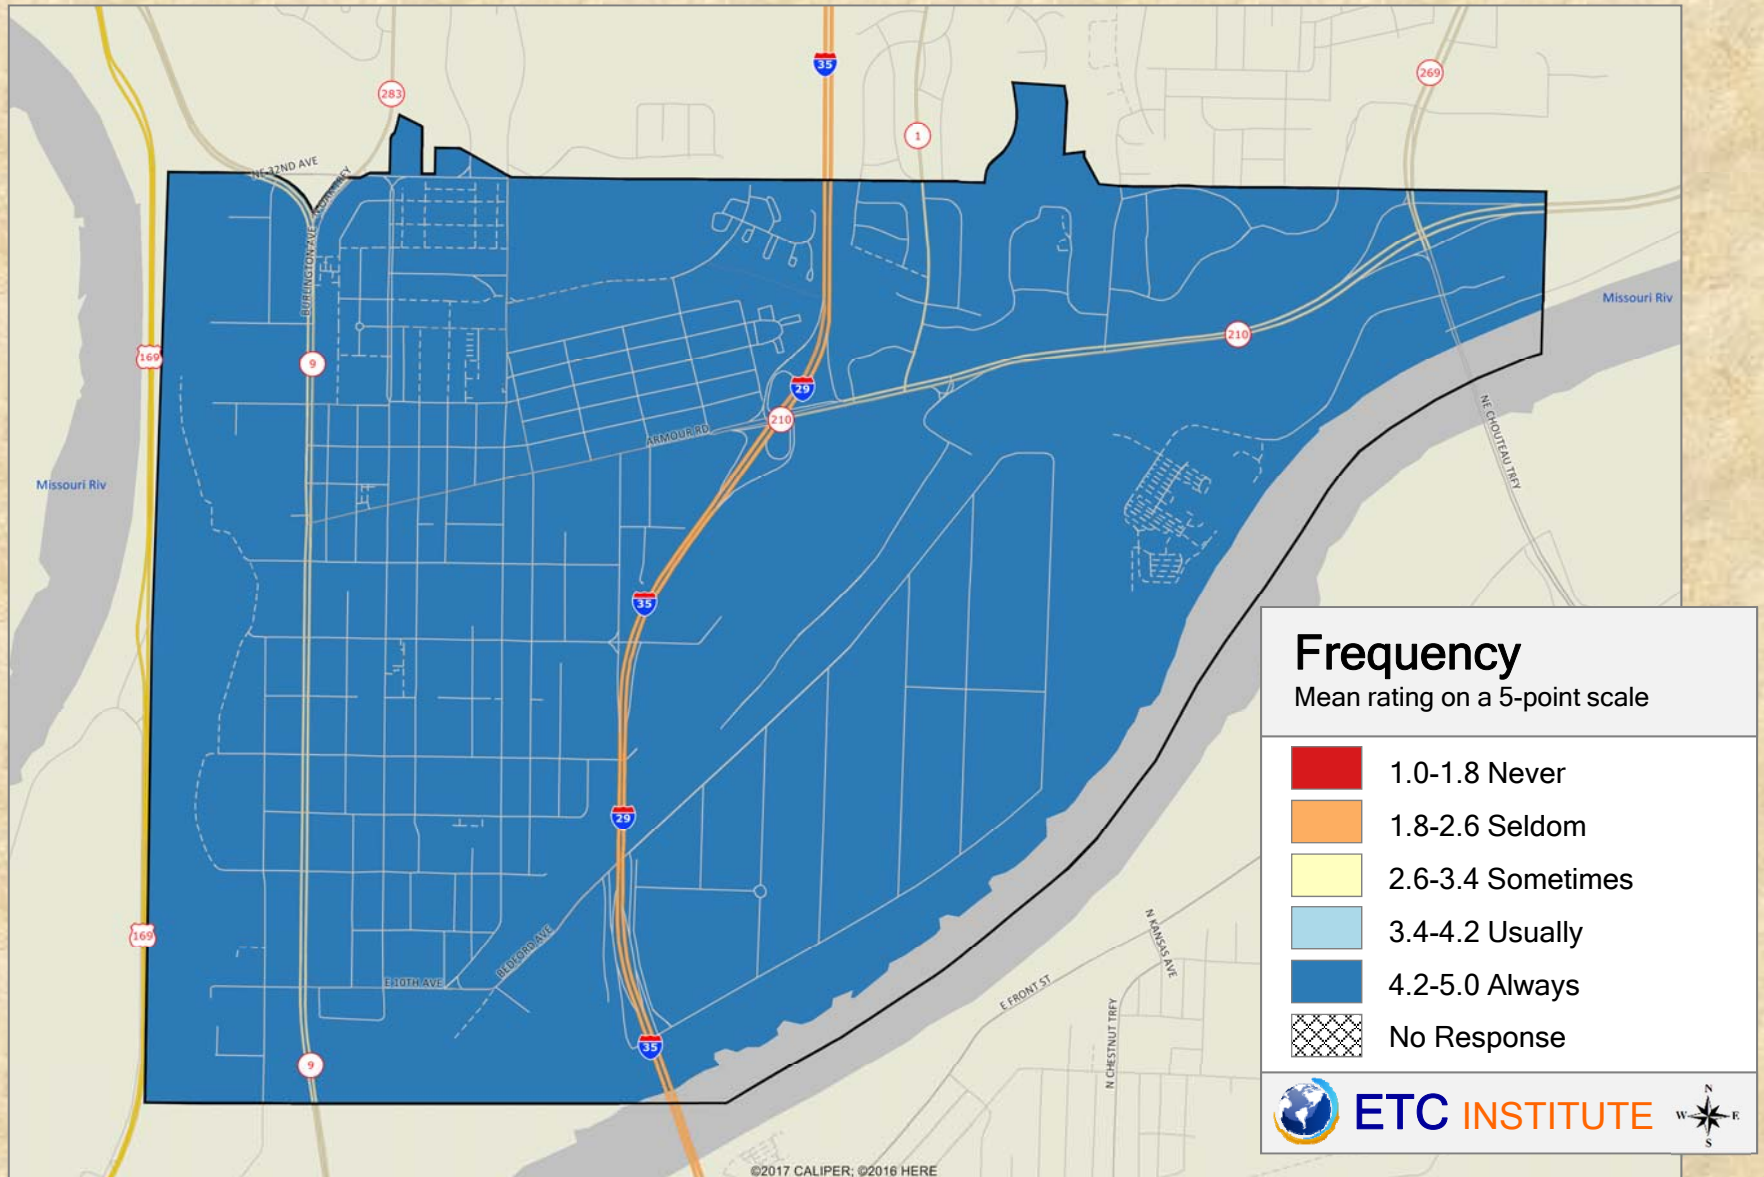 35
269
283
1
NE 32ND AVE
BURLINGTON AVE
Missouri Riv
210
169
9
29
210
ARMOUR RD
NE CHOUTEAU TRFY
Missouri Riv
35
Frequency
Mean rating on a 5-point scale
1.0-1.8 Never
1.8-2.6 Seldom
2.6-3.4 Sometimes
3.4-4.2 Usually
4.2-5.0 Always
No Response
29
169
BEDFORD AVE
E 10TH AVE
N KANSAS AVE
E FRONT ST
N CHESTNUT TRFY
35
9
ETC INSTITUTE
N
W
E
S
©2017 CALIPER; ©2016 HERE